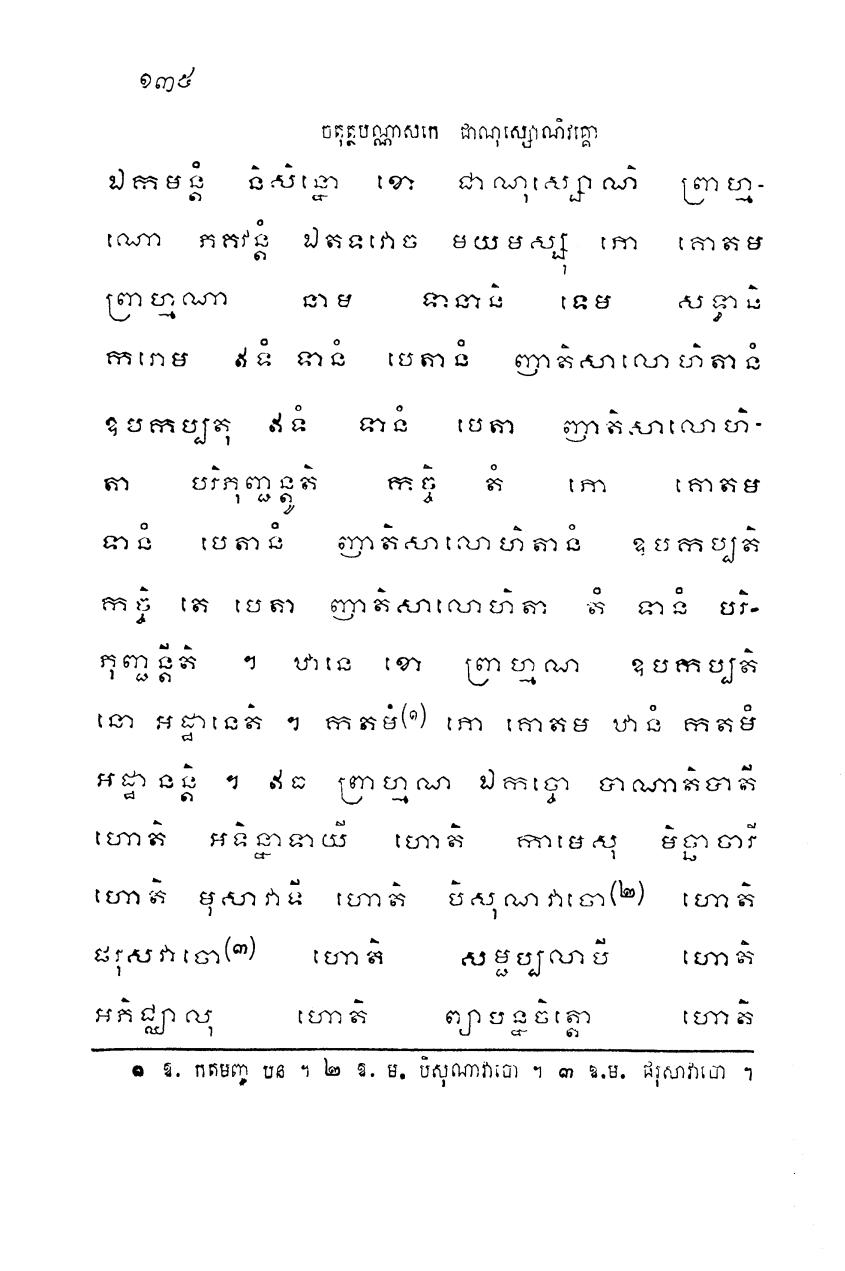 ១៣៥
ចតុត្ថបណ្ណាសកេ ជាណុស្សោណិវគ្គោ
ឯកមន្តំ និសិន្នោ ខោ ជាណុស្សោណិ ព្រាហ្ម-
ណោ ភគវន្តំ ឯតទវោច មយមស្សុ ភោ គោតម
ព្រាហ្មណា នាម ទានានិ ទេម សទ្ធានិ
ករោម ឥទំ ទានំ បេតានំ ញាតិសាលោហិតានំ
ឧបកប្បតុ ឥទំ ទានំ បេតា ញាតិសាលោហិ-
តា បរិភុញ្ជន្តូតិ កច្ចិ តំ ភោ គោតម
ទានំ បេតានំ ញាតិសាលោហិតានំ ឧបកប្បតិ
កច្ចិ តេ បេតា ញាតិសាលោហិតា តំ ទានំ បរិ-
ភុញ្ជន្តីតិ ។ ឋានេ ខោ ព្រាហ្មណ ឧបកប្បតិ
នោ អដ្ឋានេតិ ។ កតមំ(១) ភោ គោតម ឋានំ កតមំ
អដ្ឋានន្តិ ។ ឥធ ព្រាហ្មណ ឯកច្ចោ បាណាតិបាតី
ហោតិ អទិន្នាទាយី ហោតិ កាមេសុ មិច្ឆាចារី
ហោតិ មុសាវាទី ហោតិ បិសុណវាចោ(២) ហោតិ
ផរុសវាចោ(៣) ហោតិ សម្ផប្បលាបី ហោតិ
អភិជ្ឈាលុ ហោតិ ព្យាបន្នចិត្តោ ហោតិ
១ ឱ. កតមញ្ច បន ។ ២ ឱ. ម. បិសុណាវាចោ ។ ៣ ឱ.ម. ផរុសាវាចោ ។